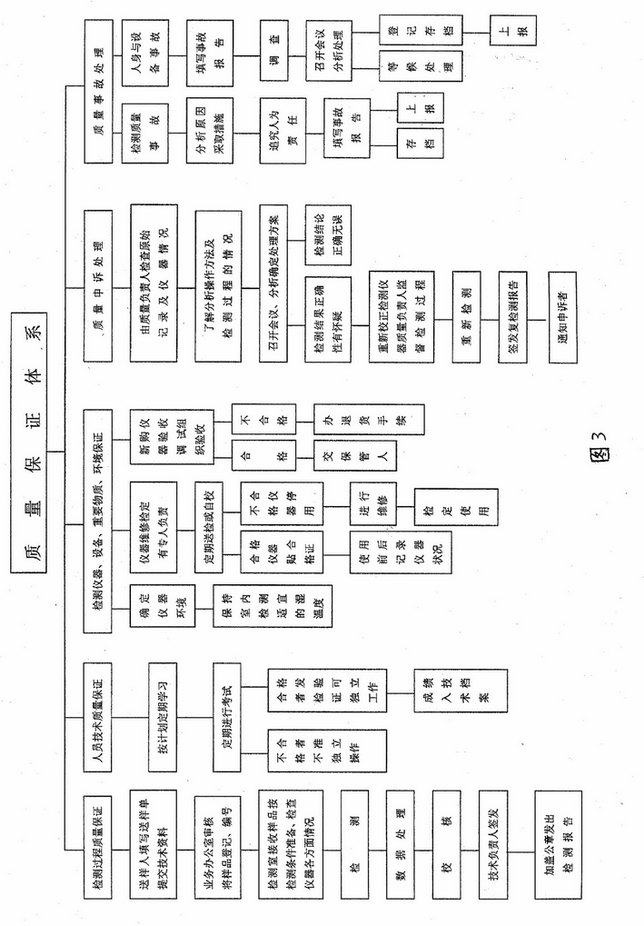 质量保证体系
检测过程质量保证
送样人填写送样单
提交技术资料
业务办公室审核
将样品登记、编号
检测室接收样品按
检测条件准备、检查
仪器各方面情况
检测
数据处理
校核
技术负责人签发
加盖公章发出
检测报告
人员技术质量保证
按计划定期学习
定期进行考试
不合
格者
不准
独立
操作
合格
者发
检验
证可
独立
工作
成绩
入技
术档
案
检测仪器、设备、重要物质、环境保证
确定
仪器
环境
保持
室内
检测
适宜
的湿
温度
仪器维修检定
有专人负责
定期送检或自校
合格
仪器
贴合
格证
使用
前后
记录
仪器
状况
不合
格仪
器停
用
进行
维修
检定
使用
新购仪
器验收
调试组
织验收
合格
交保管人
不合格
办退货手续
质量申诉处理
由质量负责人检查原始
记录及仪器情况
了解分析操作方法及
检测过程的情况
召开会议、分析确定处理方案
检测结果正确
性有怀疑
检测结论
正确无误
重新校正检测仪
器质量负责人监
督检测过程
重新检测
签发复检测报告
通知申诉者
质量事故处理
检测质量
事故
分析原因
采取措施
追究人为
责任
填写事故
报告
存档
上报
人身与设
备事故
填写事故
报告
调查
召开会议
分析处理
等候处理
登记存档
上报
图3